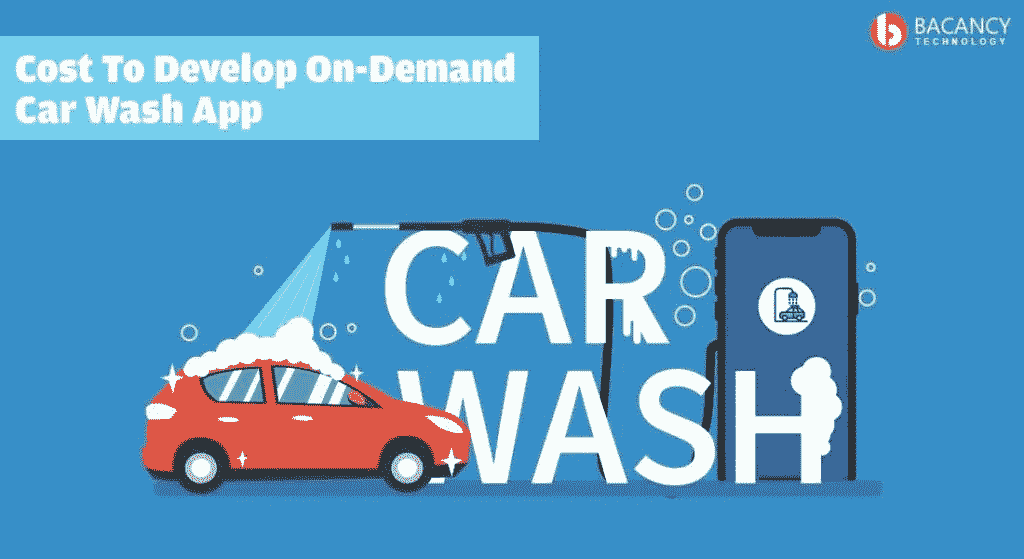 BACANCY
TECHNOLOGY
Cost To Develop On-Demand
Car Wash App
CAR
WASH